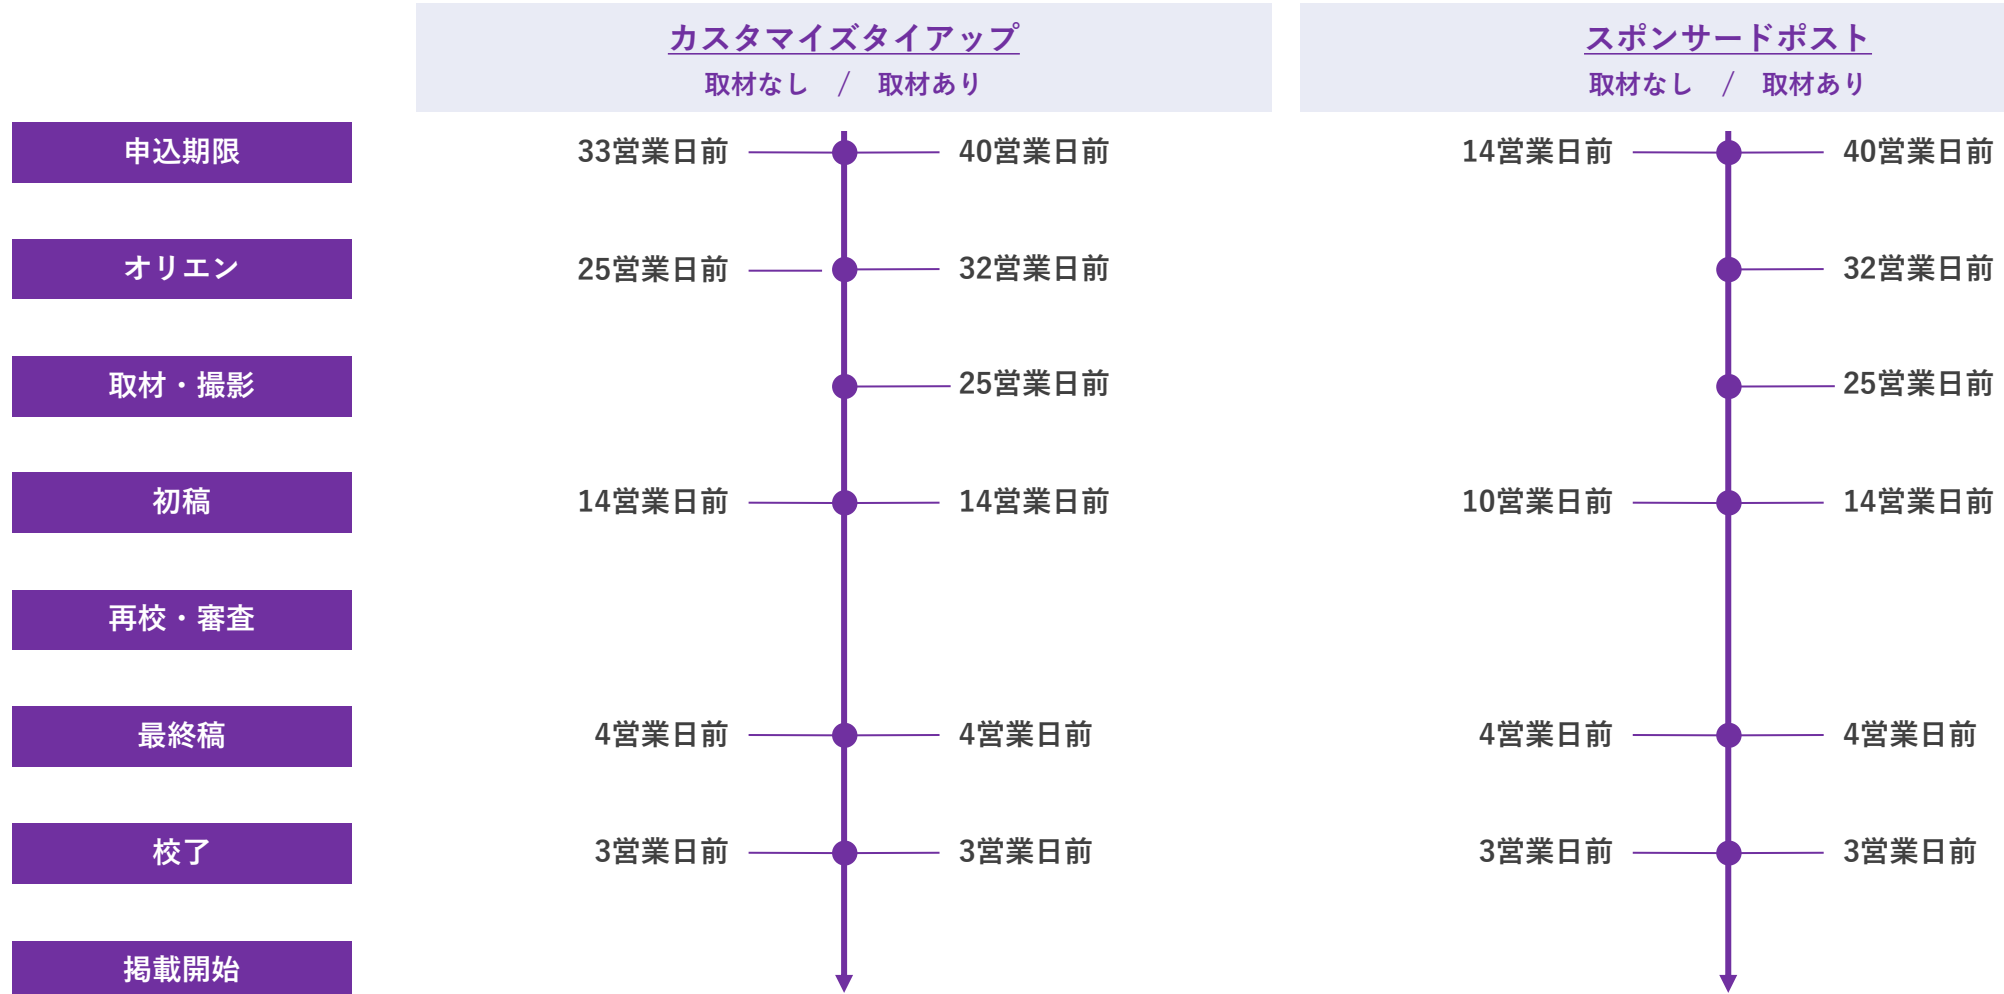 カスタマイズタイアップ
取材なし / 取材あり
スポンサードポスト
取材なし / 取材あり
申込期限
33営業日前
40営業日前
14営業日前
40営業日前
オリエン
25営業日前
32営業日前
32営業日前
取材・撮影
25営業日前
25営業日前
初稿
14営業日前
14営業日前
10営業日前
14営業日前
再校・審査
最終稿
4営業日前
4営業日前
4営業日前
4営業日前
校了
3営業日前
3営業日前
3営業日前
3営業日前
掲載開始